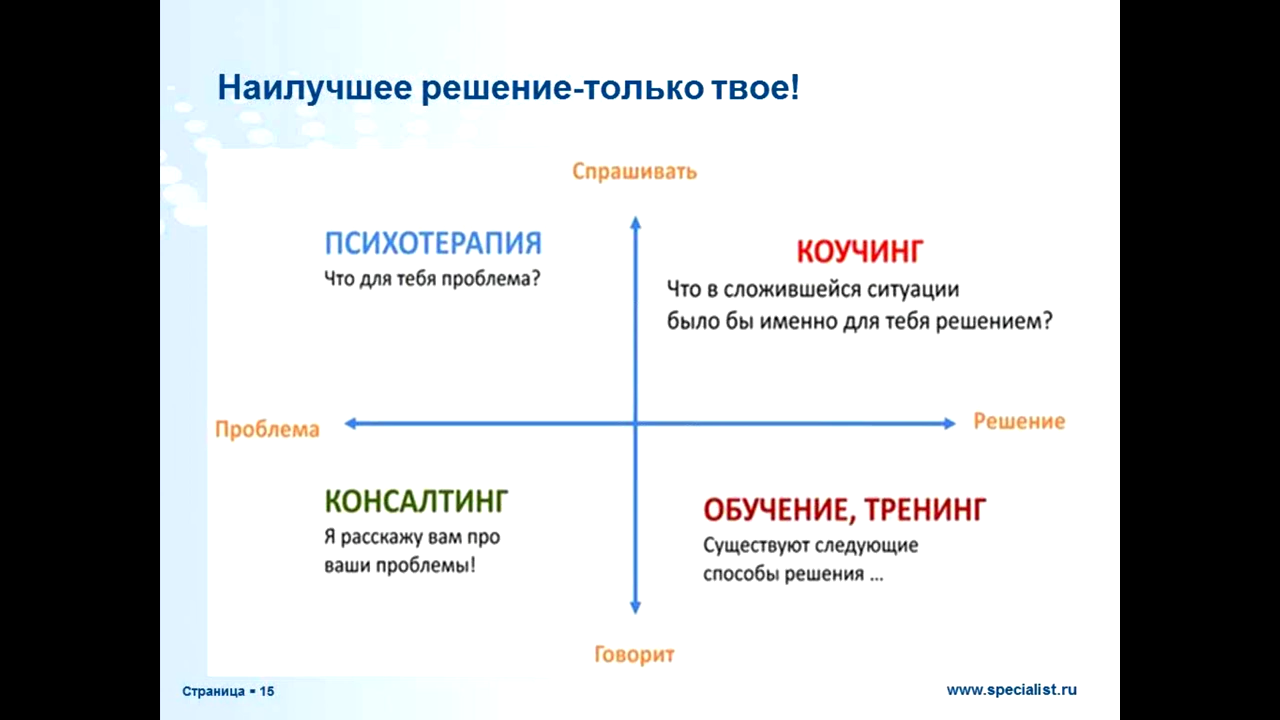 Наилучшее решение-только твое!
Спрашивать
ПСИХОТЕРАПИЯ
Что для тебя проблема?
КОУЧИНГ
Что в сложившейся ситуации
было бы именно для тебя решением?
Проблема
Решение
КОНСАЛТИНГ
Я расскажу вам про
ваши проблемы!
ОБУЧЕНИЕ, ТРЕНИНГ
Существуют следующие
способы решения ...
Говорит
Страница ▪ 15
www.specialist.ru